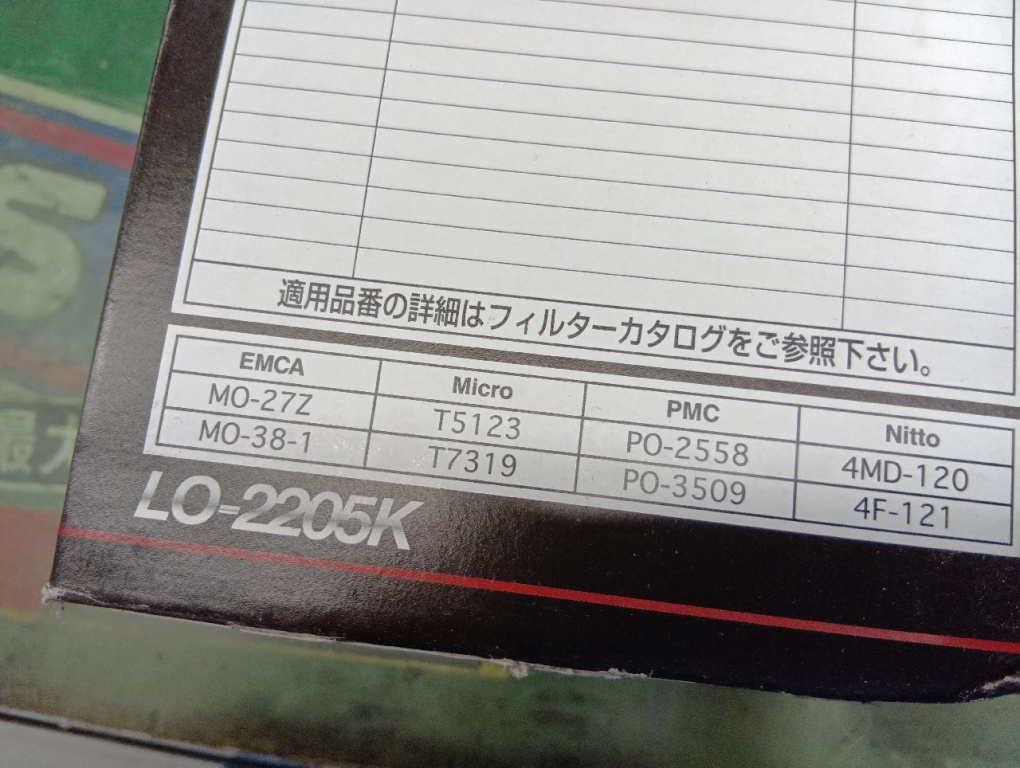 適用品番の詳細はフィルターカタログをご参照下さい。
EMCA Micro PMC Nitto
MO-27Z T5123 PO-2558 4MD-120
MO-38-1 T7319 PO-3509 4F-121
LO-2205K
S
最大